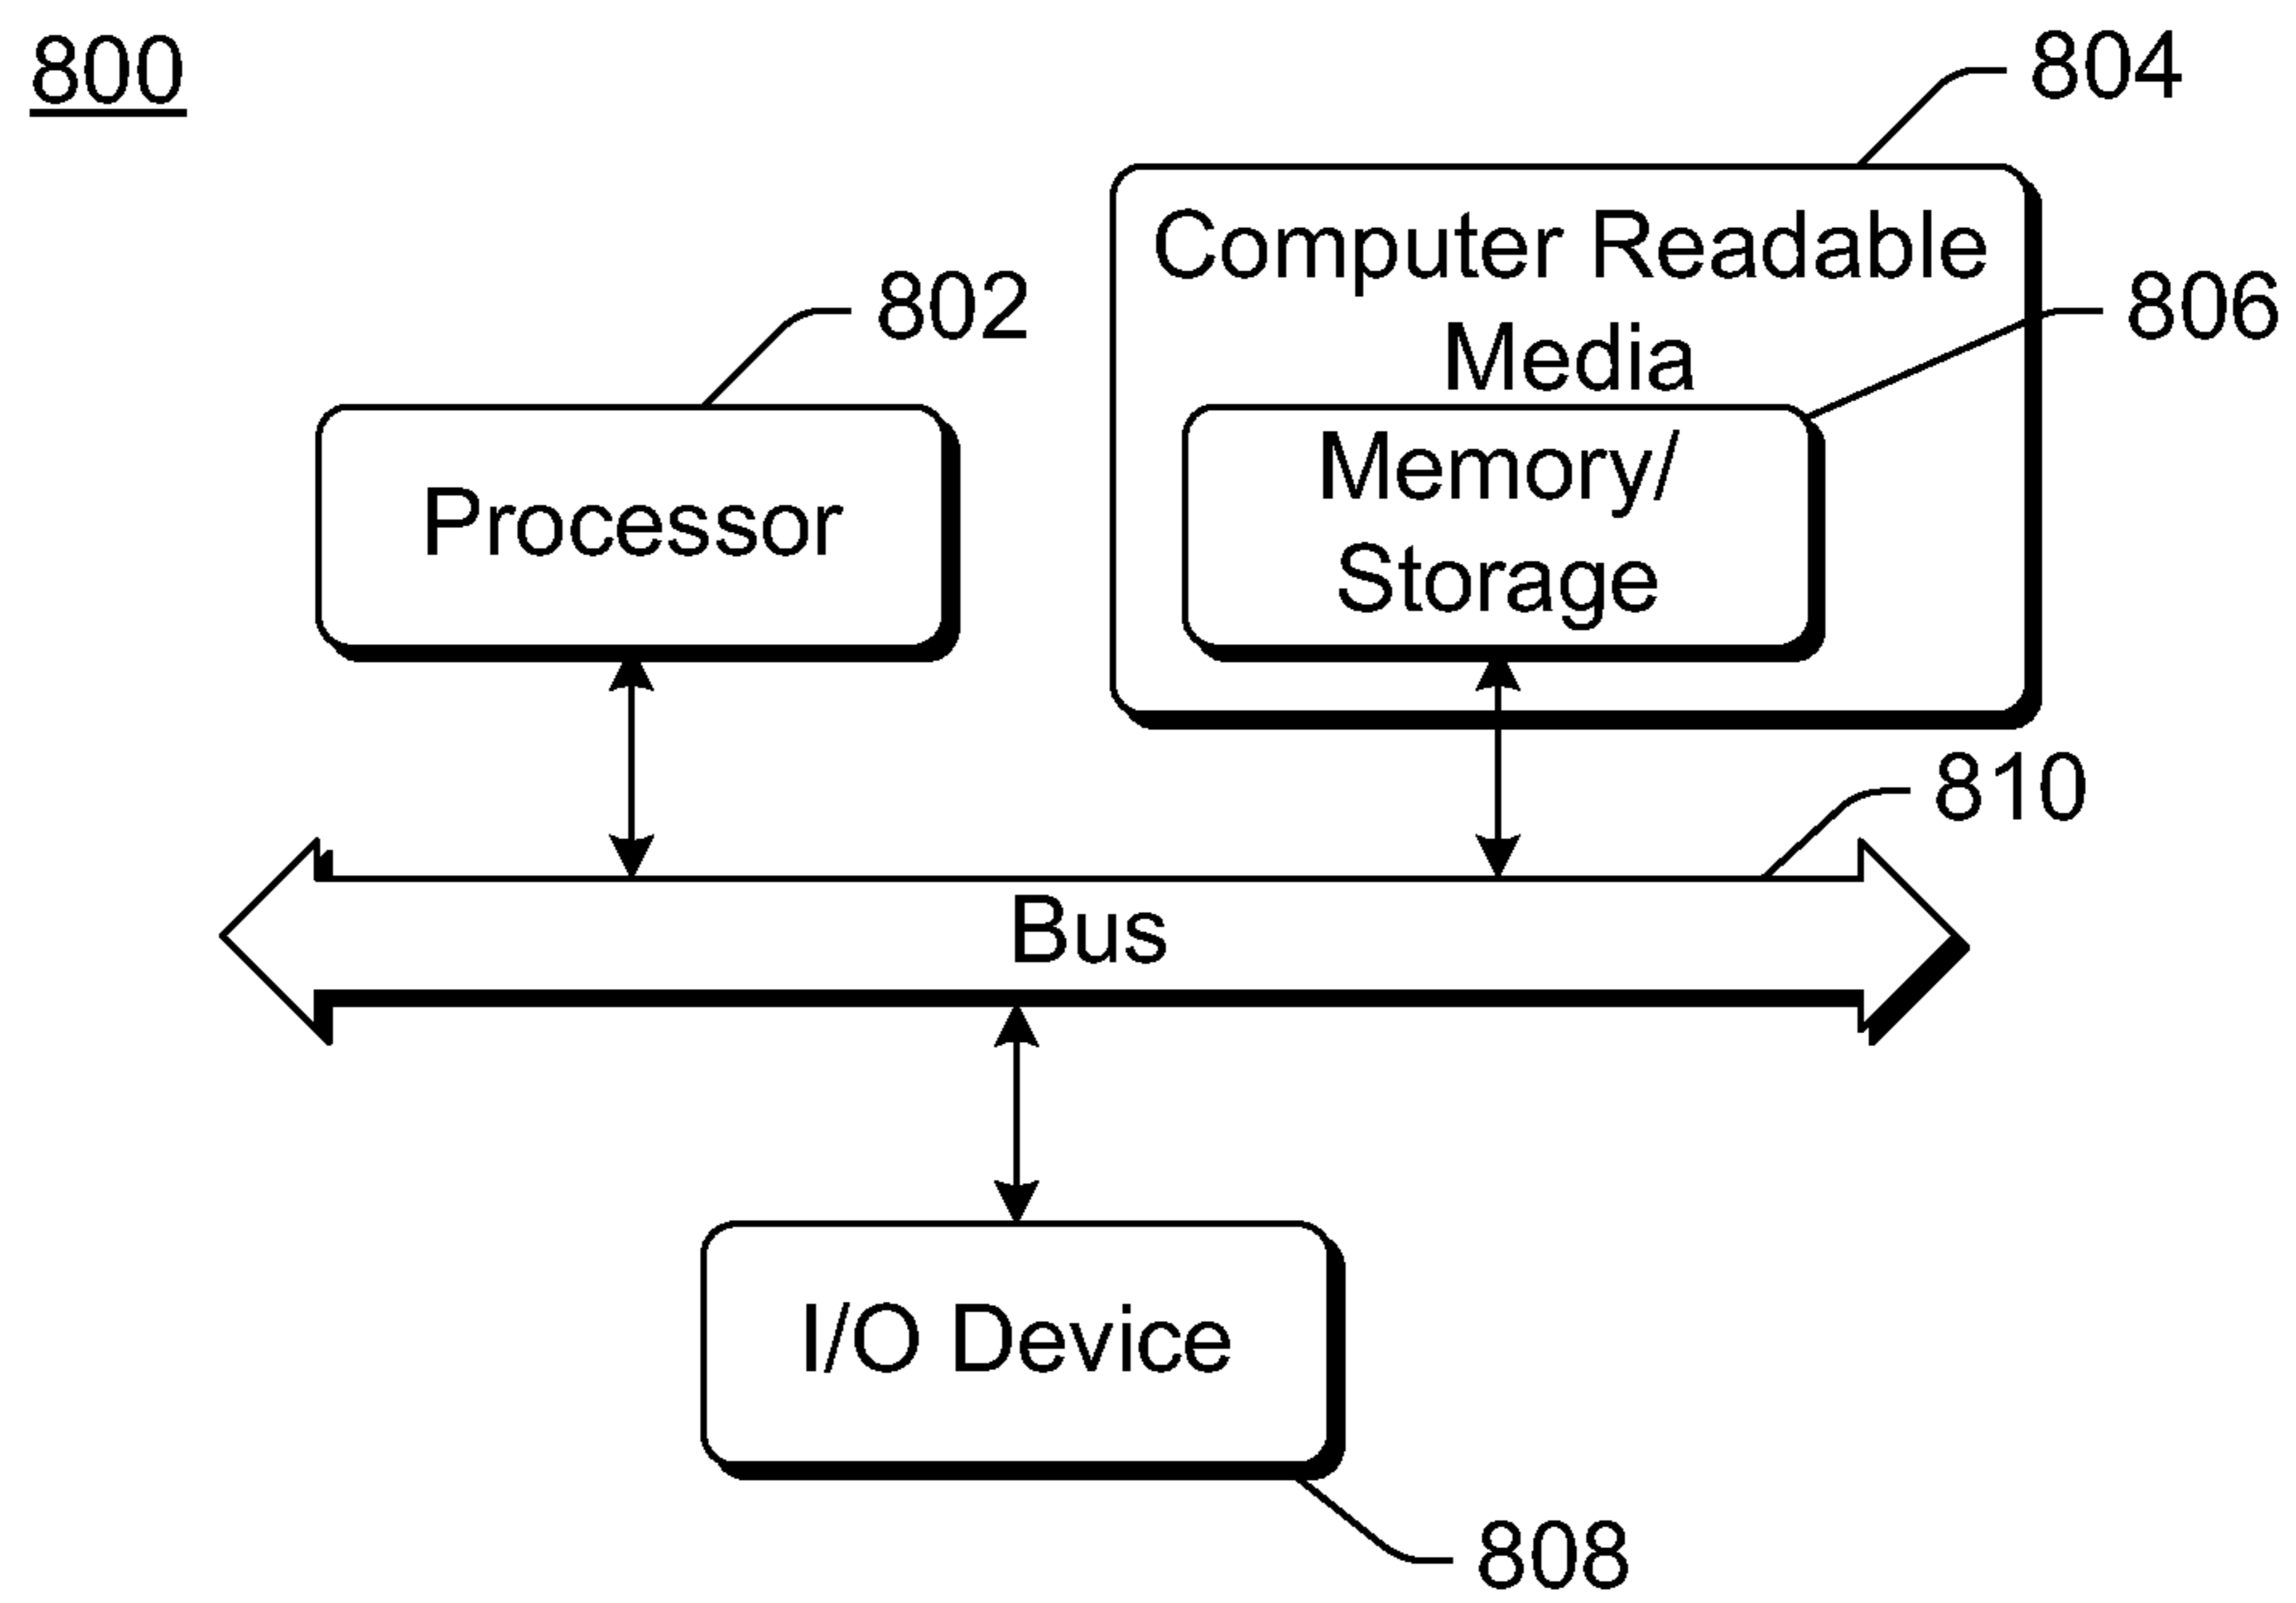 800
804
Computer Readable
802
806
Media
Memory/
Processor
Storage
810
Bus
I/O Device
808